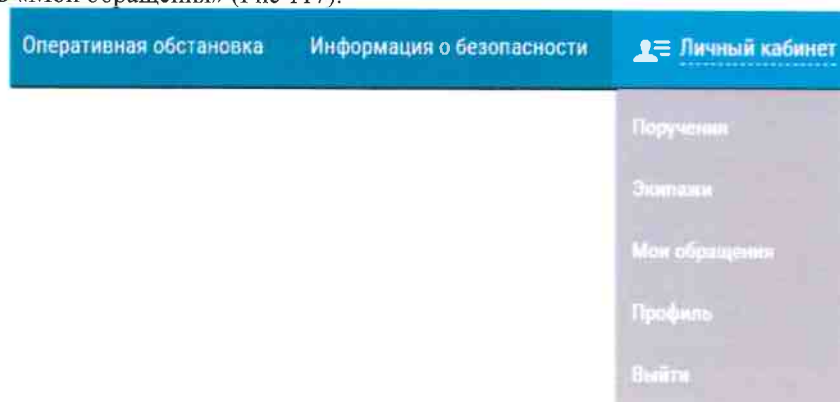 «Мои обращения» (Рис 117).
Оперативная обстановка Информация о безопасности Личный кабинет
Поручения
Экипажи
Мои обращения
Профиль
Выйти